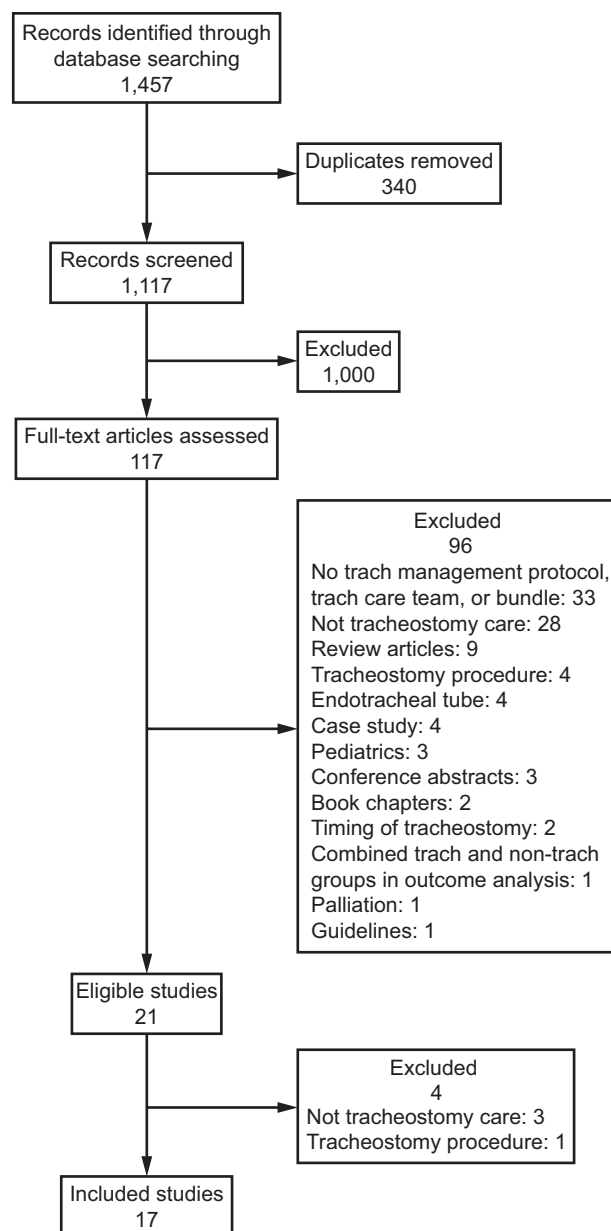 Records identified through
database searching
1,457
Duplicates removed
340
Records screened
1,117
Excluded
1,000
Full-text articles assessed
117
Excluded
96
No trach management protocol,
trach care team, or bundle: 33
Not tracheostomy care: 28
Review articles: 9
Tracheostomy procedure: 4
Endotracheal tube: 4
Case study: 4
Pediatrics: 3
Conference abstracts: 3
Book chapters: 2
Timing of tracheostomy: 2
Combined trach and non-trach
groups in outcome analysis: 1
Palliation: 1
Guidelines: 1
Eligible studies
21
Excluded
4
Not tracheostomy care: 3
Tracheostomy procedure: 1
Included studies
17